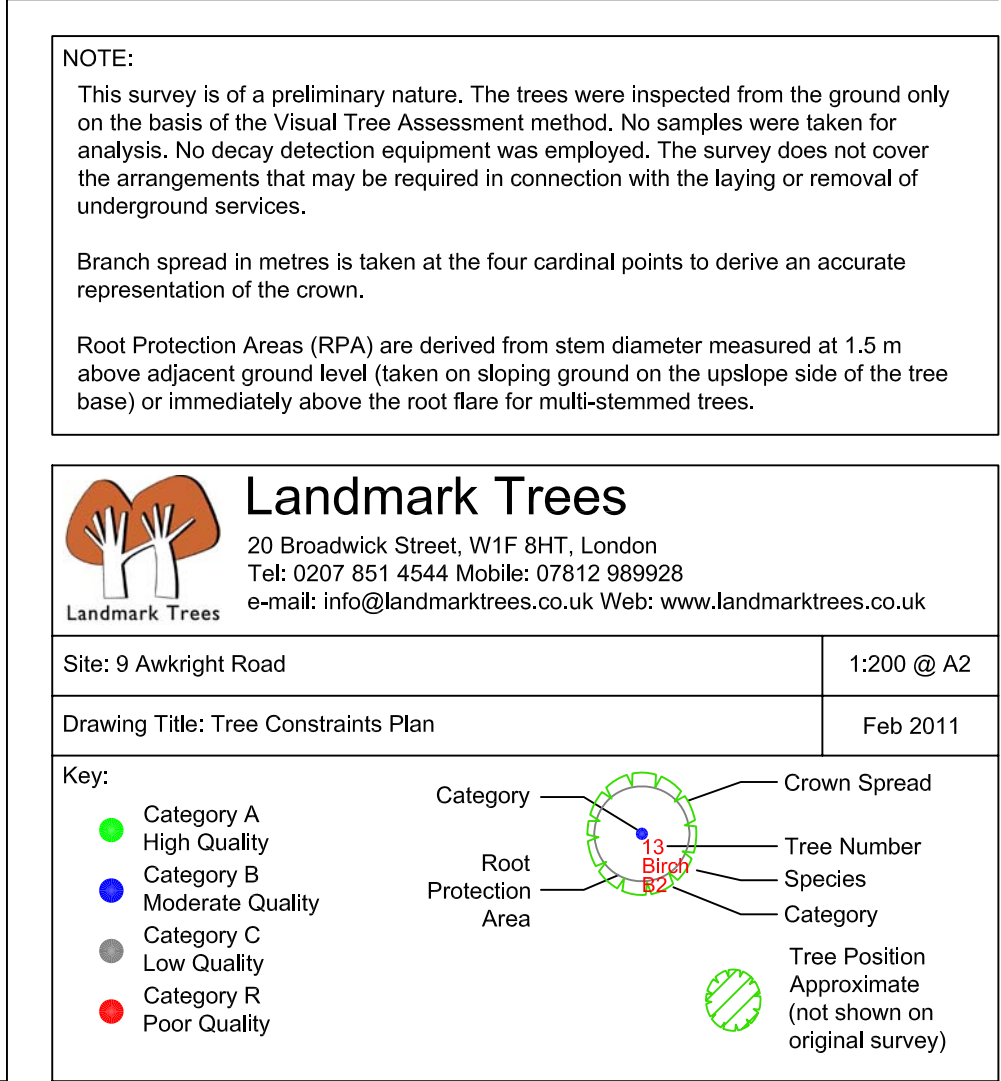 NOTE:
This survey is of a preliminary nature. The trees were inspected from the ground only
on the basis of the Visual Tree Assessment method. No samples were taken for
analysis. No decay detection equipment was employed. The survey does not cover
the arrangements that may be required in connection with the laying or removal of
underground services.
Branch spread in metres is taken at the four cardinal points to derive an accurate
representation of the crown.
Root Protection Areas (RPA) are derived from stem diameter measured at 1.5 m
above adjacent ground level (taken on sloping ground on the upslope side of the tree
base) or immediately above the root flare for multi-stemmed trees.
Landmark Trees
Landmark Trees
20 Broadwick Street, W1F 8HT, London
Tel: 0207 851 4544 Mobile: 07812 989928
e-mail: info@landmarktrees.co.uk Web: www.landmarktrees.co.uk
Site: 9 Awkright Road
1:200 @ A2
Drawing Title: Tree Constraints Plan
Feb 2011
Key:
Category A
High Quality
Category B
Moderate Quality
Category C
Low Quality
Category R
Poor Quality
Category
Root
Protection
Area
13
Birch
B2
Crown Spread
Tree Number
Species
Category
Tree Position
Approximate
(not shown on
original survey)